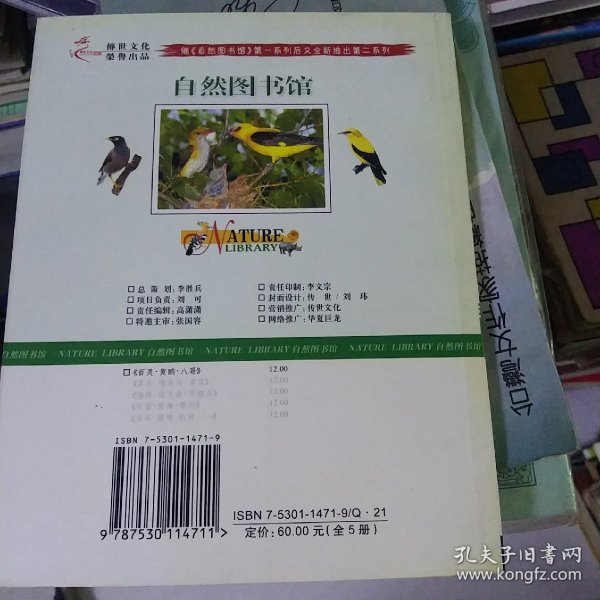 傳世文化
榮譽出品
继《自然图书馆》第一系列后又全新推出第二系列
自然图书馆
NATURE
LIBRARY
□总 策 划:李胜兵
□项目负责:刘 可
□责任编辑:高潇潇
□特邀主审:张国容
□责任印制:李文宗
□封面设计:传 世 / 刘 玮
□营销推广:传世文化
□网络推广:华夏巨龙
自然图书馆 NATURE LIBRARY 自然图书馆 NATURE LIBRARY 自然图书馆 NATURE LIBRARY 自然图书馆
□《百灵·黄鹂·八哥》 12.00
12.00
12.00
12.00
12.00
ISBN 7-5301-1471-9
9 787530 114711 >
ISBN 7-5301-1471-9/Q·21
定价:60.00元(全5册)
孔夫子旧书网
www.kongfz.com